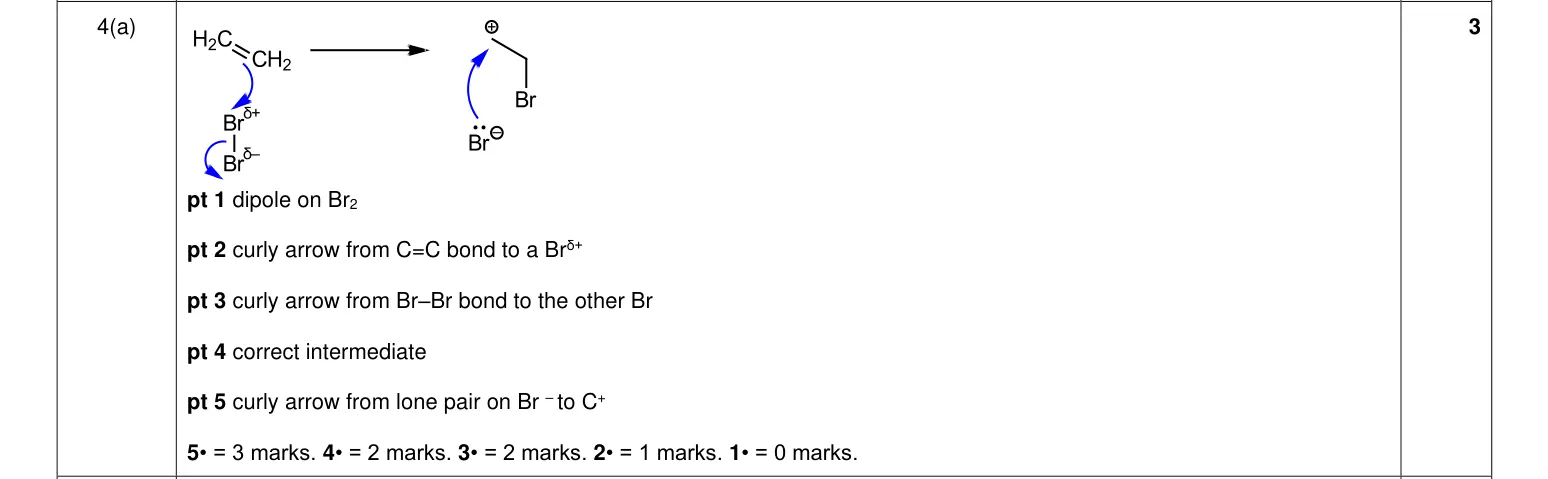 4(a)
3
H₂C
CH₂
⊕
Br
Brδ+
Brδ–
Br⊖
pt 1 dipole on Br₂
pt 2 curly arrow from C=C bond to a Brδ+
pt 3 curly arrow from Br–Br bond to the other Br
pt 4 correct intermediate
pt 5 curly arrow from lone pair on Br ⁻ to C⁺
5• = 3 marks. 4• = 2 marks. 3• = 2 marks. 2• = 1 marks. 1• = 0 marks.